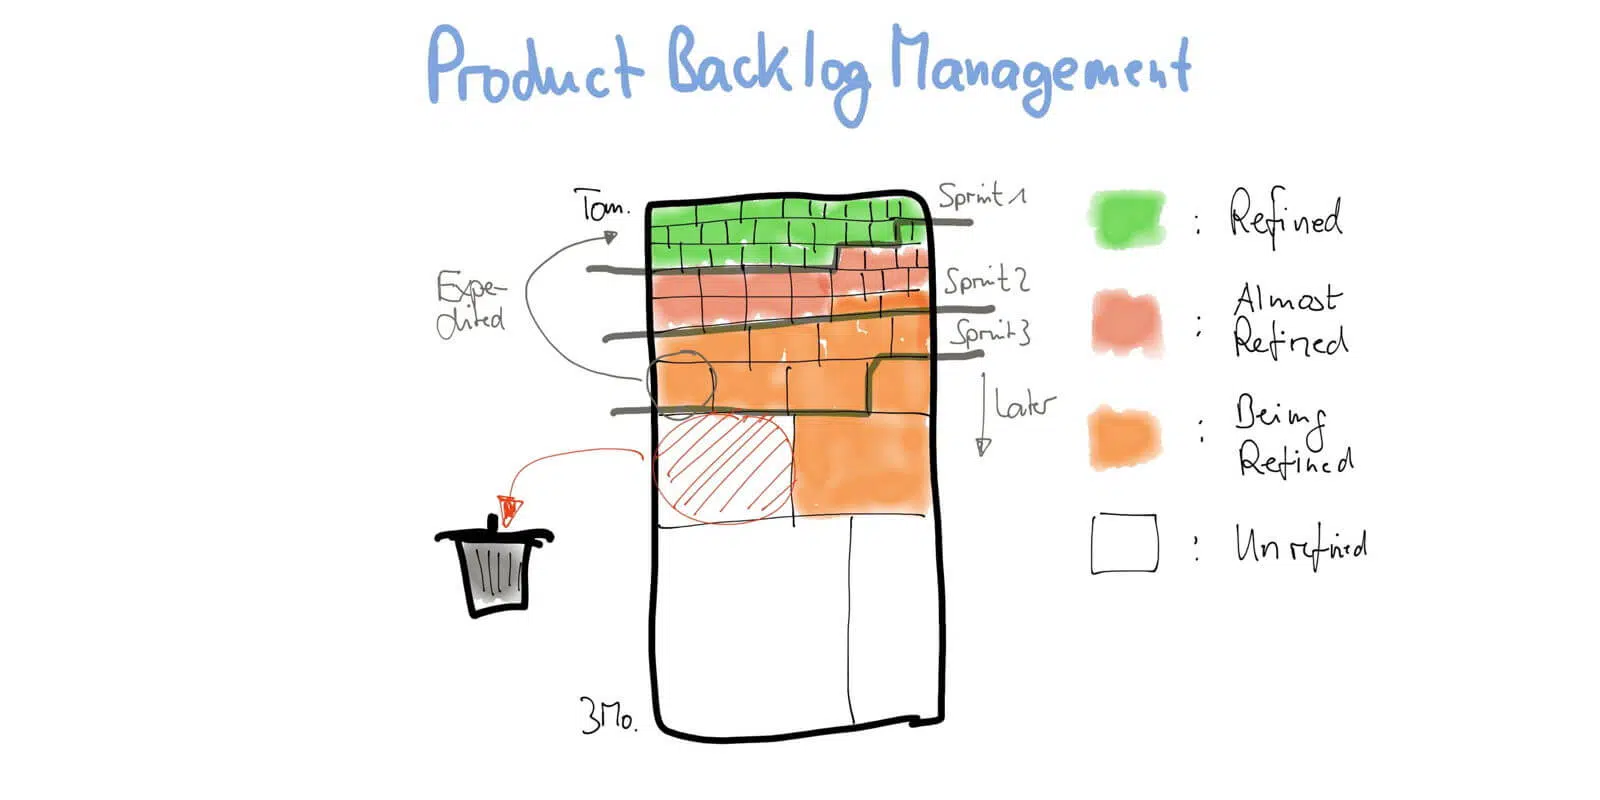 Product Backlog Management
Tom.
Sprint 1
Expe-
dited
Sprint 2
Sprint 3
Later
3Mo.
: Refined
: Almost
Refined
: Being
Refined
: Unrefined